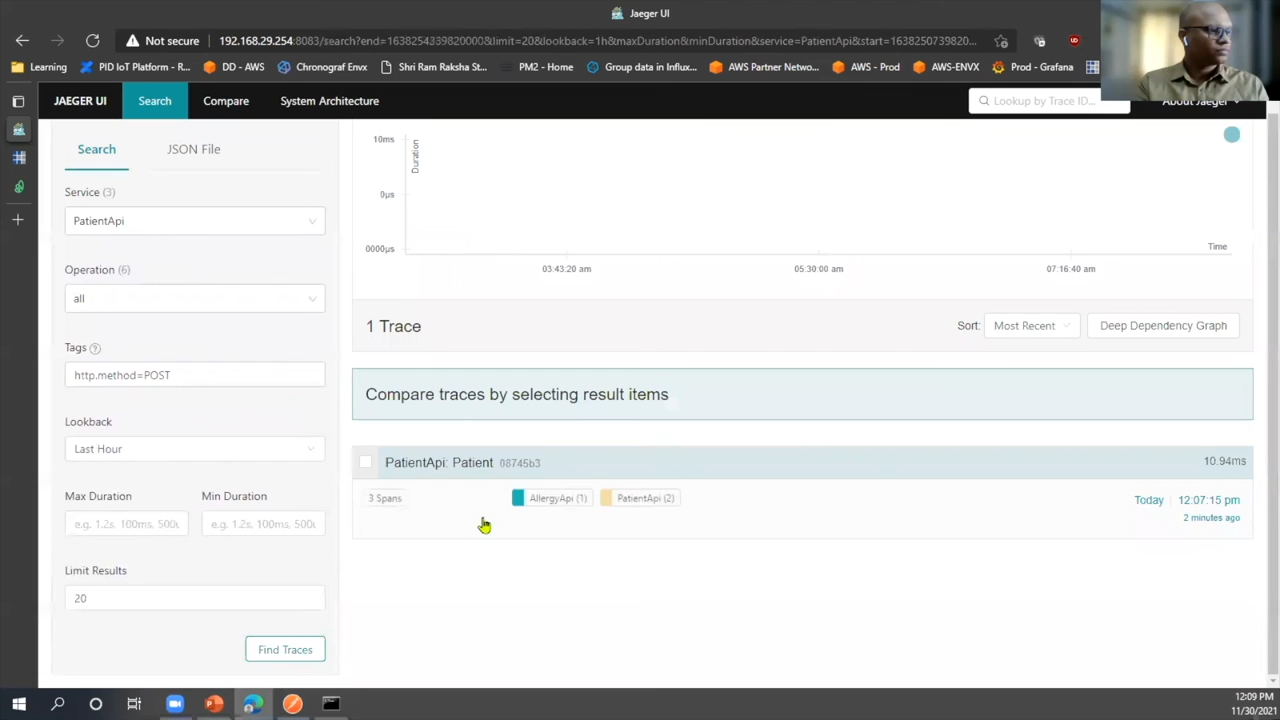 Jaeger UI
Not secure 192.168.29.254:8083/search?end=1638254339820000&limit=20&lookback=1h&maxDuration&minDuration&service=PatientApi&start=1638250739820...
Learning PID IoT Platform - R... DD - AWS Chronograf Envx Shri Ram Raksha St... PM2 - Home Group data in Influx... AWS Partner Netwo... AWS - Prod AWS-ENVX Prod - Grafana
JAEGER UI Search Compare System Architecture Lookup by Trace ID... About Jaeger
Search JSON File
10ms
Duration
0µs
0000µs
Time
03:43:20 am 05:30:00 am 07:16:40 am
Service (3)
PatientApi
Operation (6)
all
Tags
http.method=POST
Lookback
Last Hour
Max Duration Min Duration
e.g. 1.2s, 100ms, 500u e.g. 1.2s, 100ms, 500u
Limit Results
20
Find Traces
1 Trace
Sort: Most Recent Deep Dependency Graph
Compare traces by selecting result items
PatientApi: Patient 08745b3 10.94ms
3 Spans AllergyApi (1) PatientApi (2) Today 12:07:15 pm
2 minutes ago
12:09 PM
11/30/2021